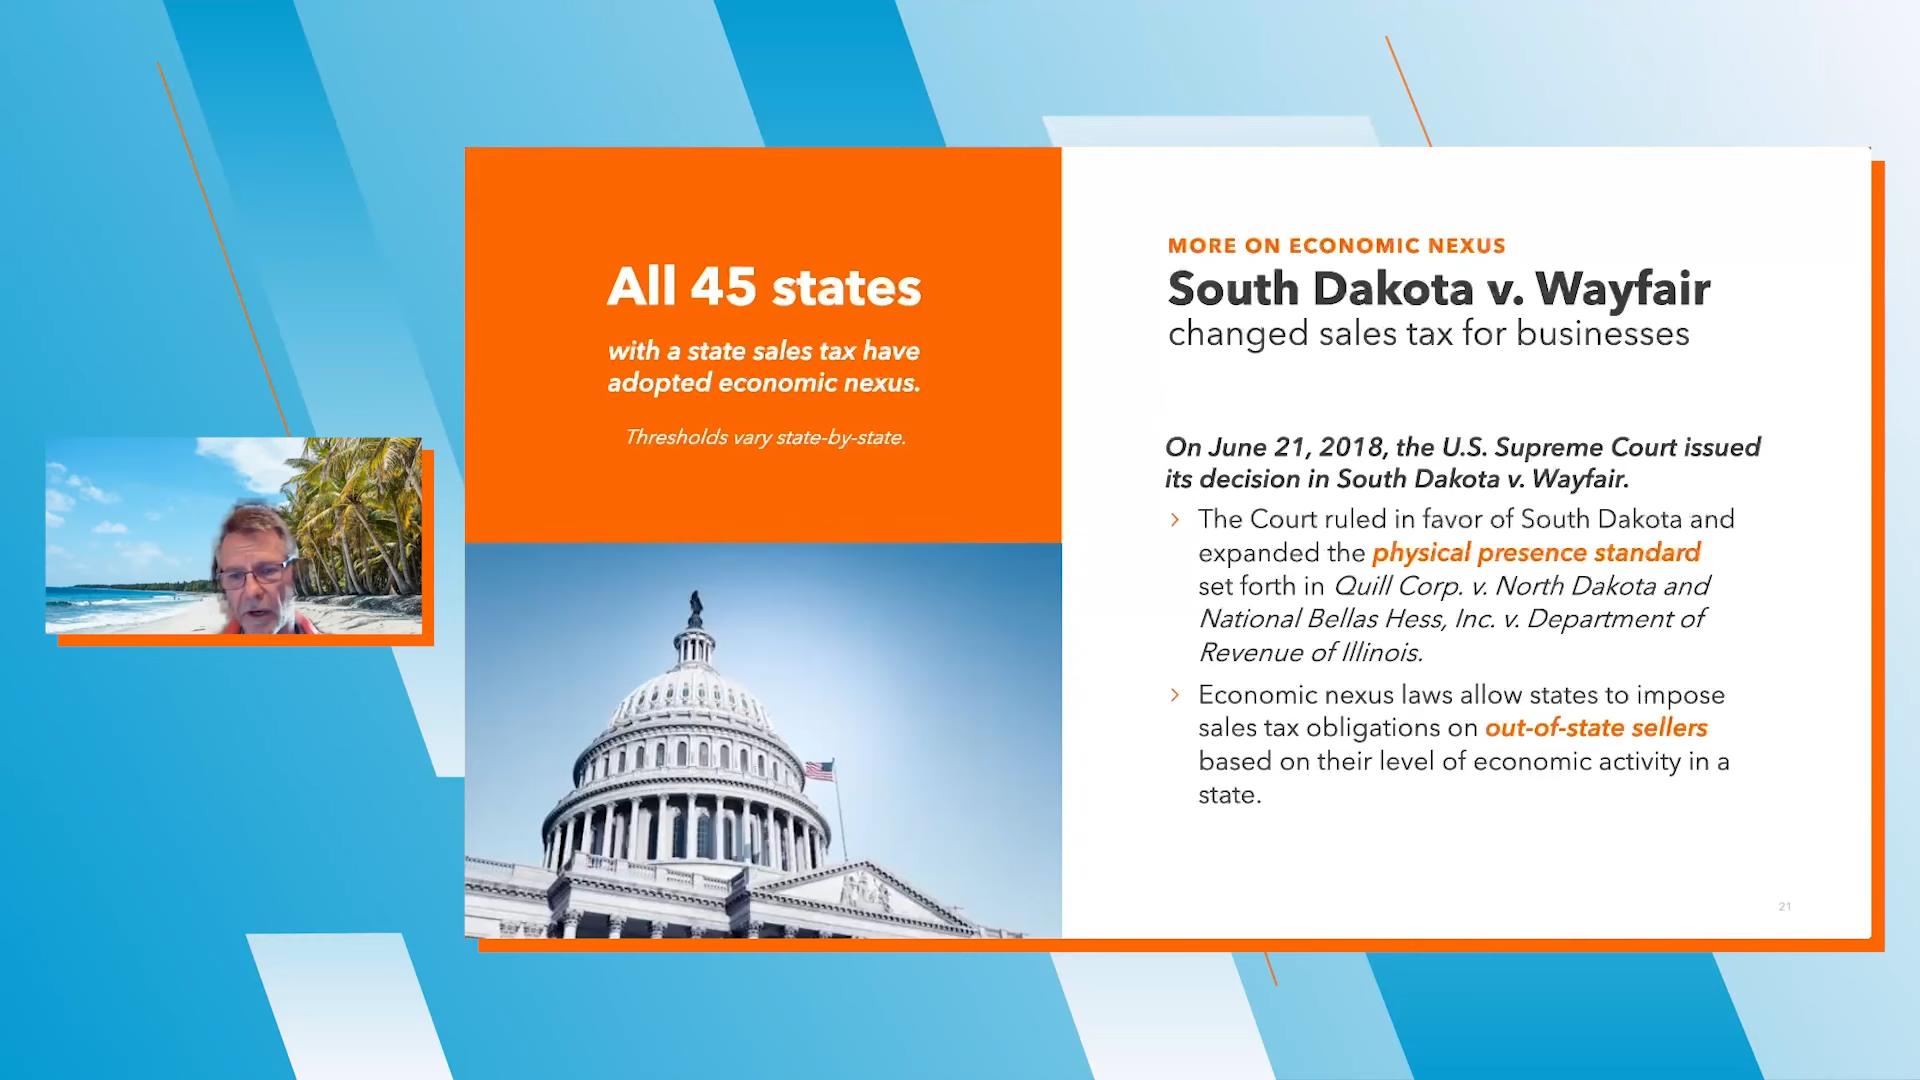 All 45 states
with a state sales tax have
adopted economic nexus.
Thresholds vary state-by-state.
MORE ON ECONOMIC NEXUS
South Dakota v. Wayfair
changed sales tax for businesses
On June 21, 2018, the U.S. Supreme Court issued
its decision in South Dakota v. Wayfair.
› The Court ruled in favor of South Dakota and
expanded the physical presence standard
set forth in Quill Corp. v. North Dakota and
National Bellas Hess, Inc. v. Department of
Revenue of Illinois.
› Economic nexus laws allow states to impose
sales tax obligations on out-of-state sellers
based on their level of economic activity in a
state.
21